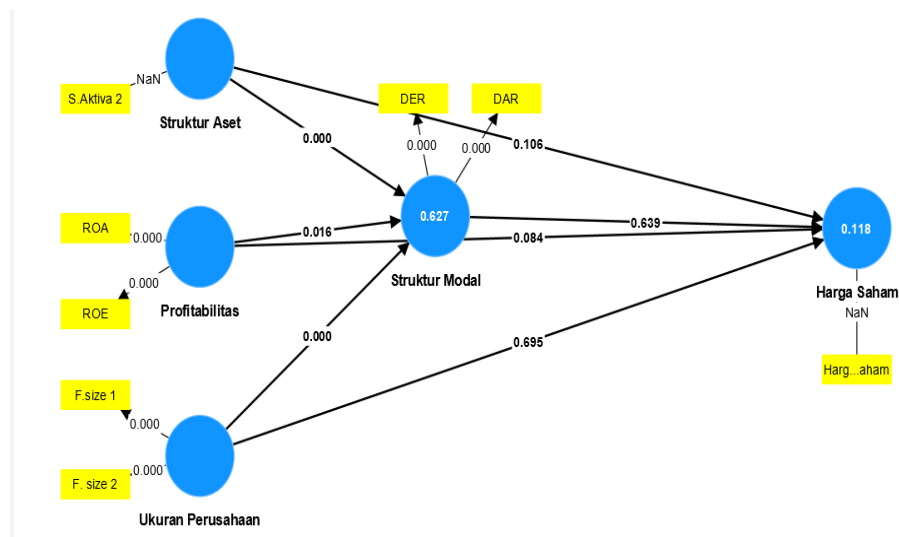 NaN
S.Aktiva 2
Struktur Aset
DER
DAR
0.000
0.000
0.000
0.106
ROA
0.000
0.016
0.627
0.639
0.084
0.118
0.000
ROE
Profitabilitas
Struktur Modal
Harga Saham
NaN
0.000
0.695
Harg...aham
F.size 1
0.000
0.000
F. size 2
Ukuran Perusahaan